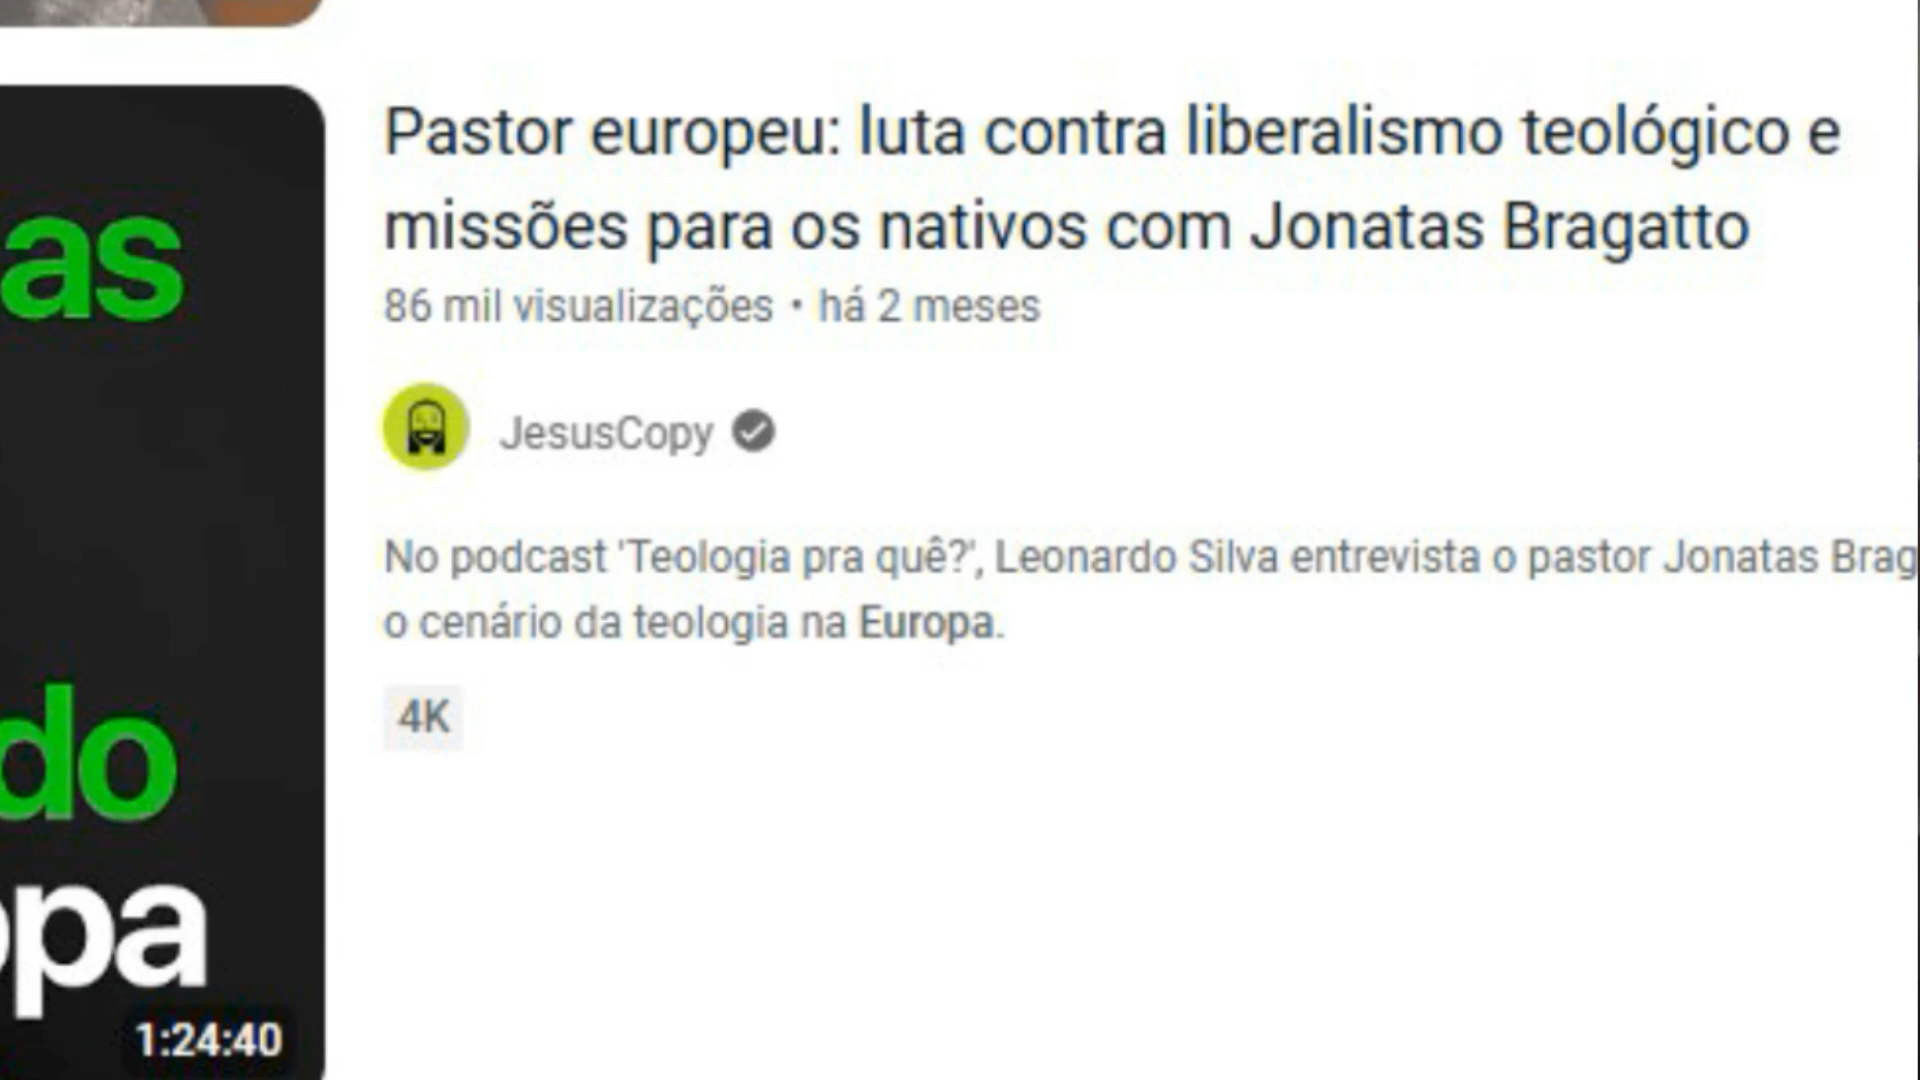 as
do
opa
1:24:40
Pastor europeu: luta contra liberalismo teológico e
missões para os nativos com Jonatas Bragatto
86 mil visualizações • há 2 meses
JesusCopy
No podcast 'Teologia pra quê?', Leonardo Silva entrevista o pastor Jonatas Brag
o cenário da teologia na Europa.
4K